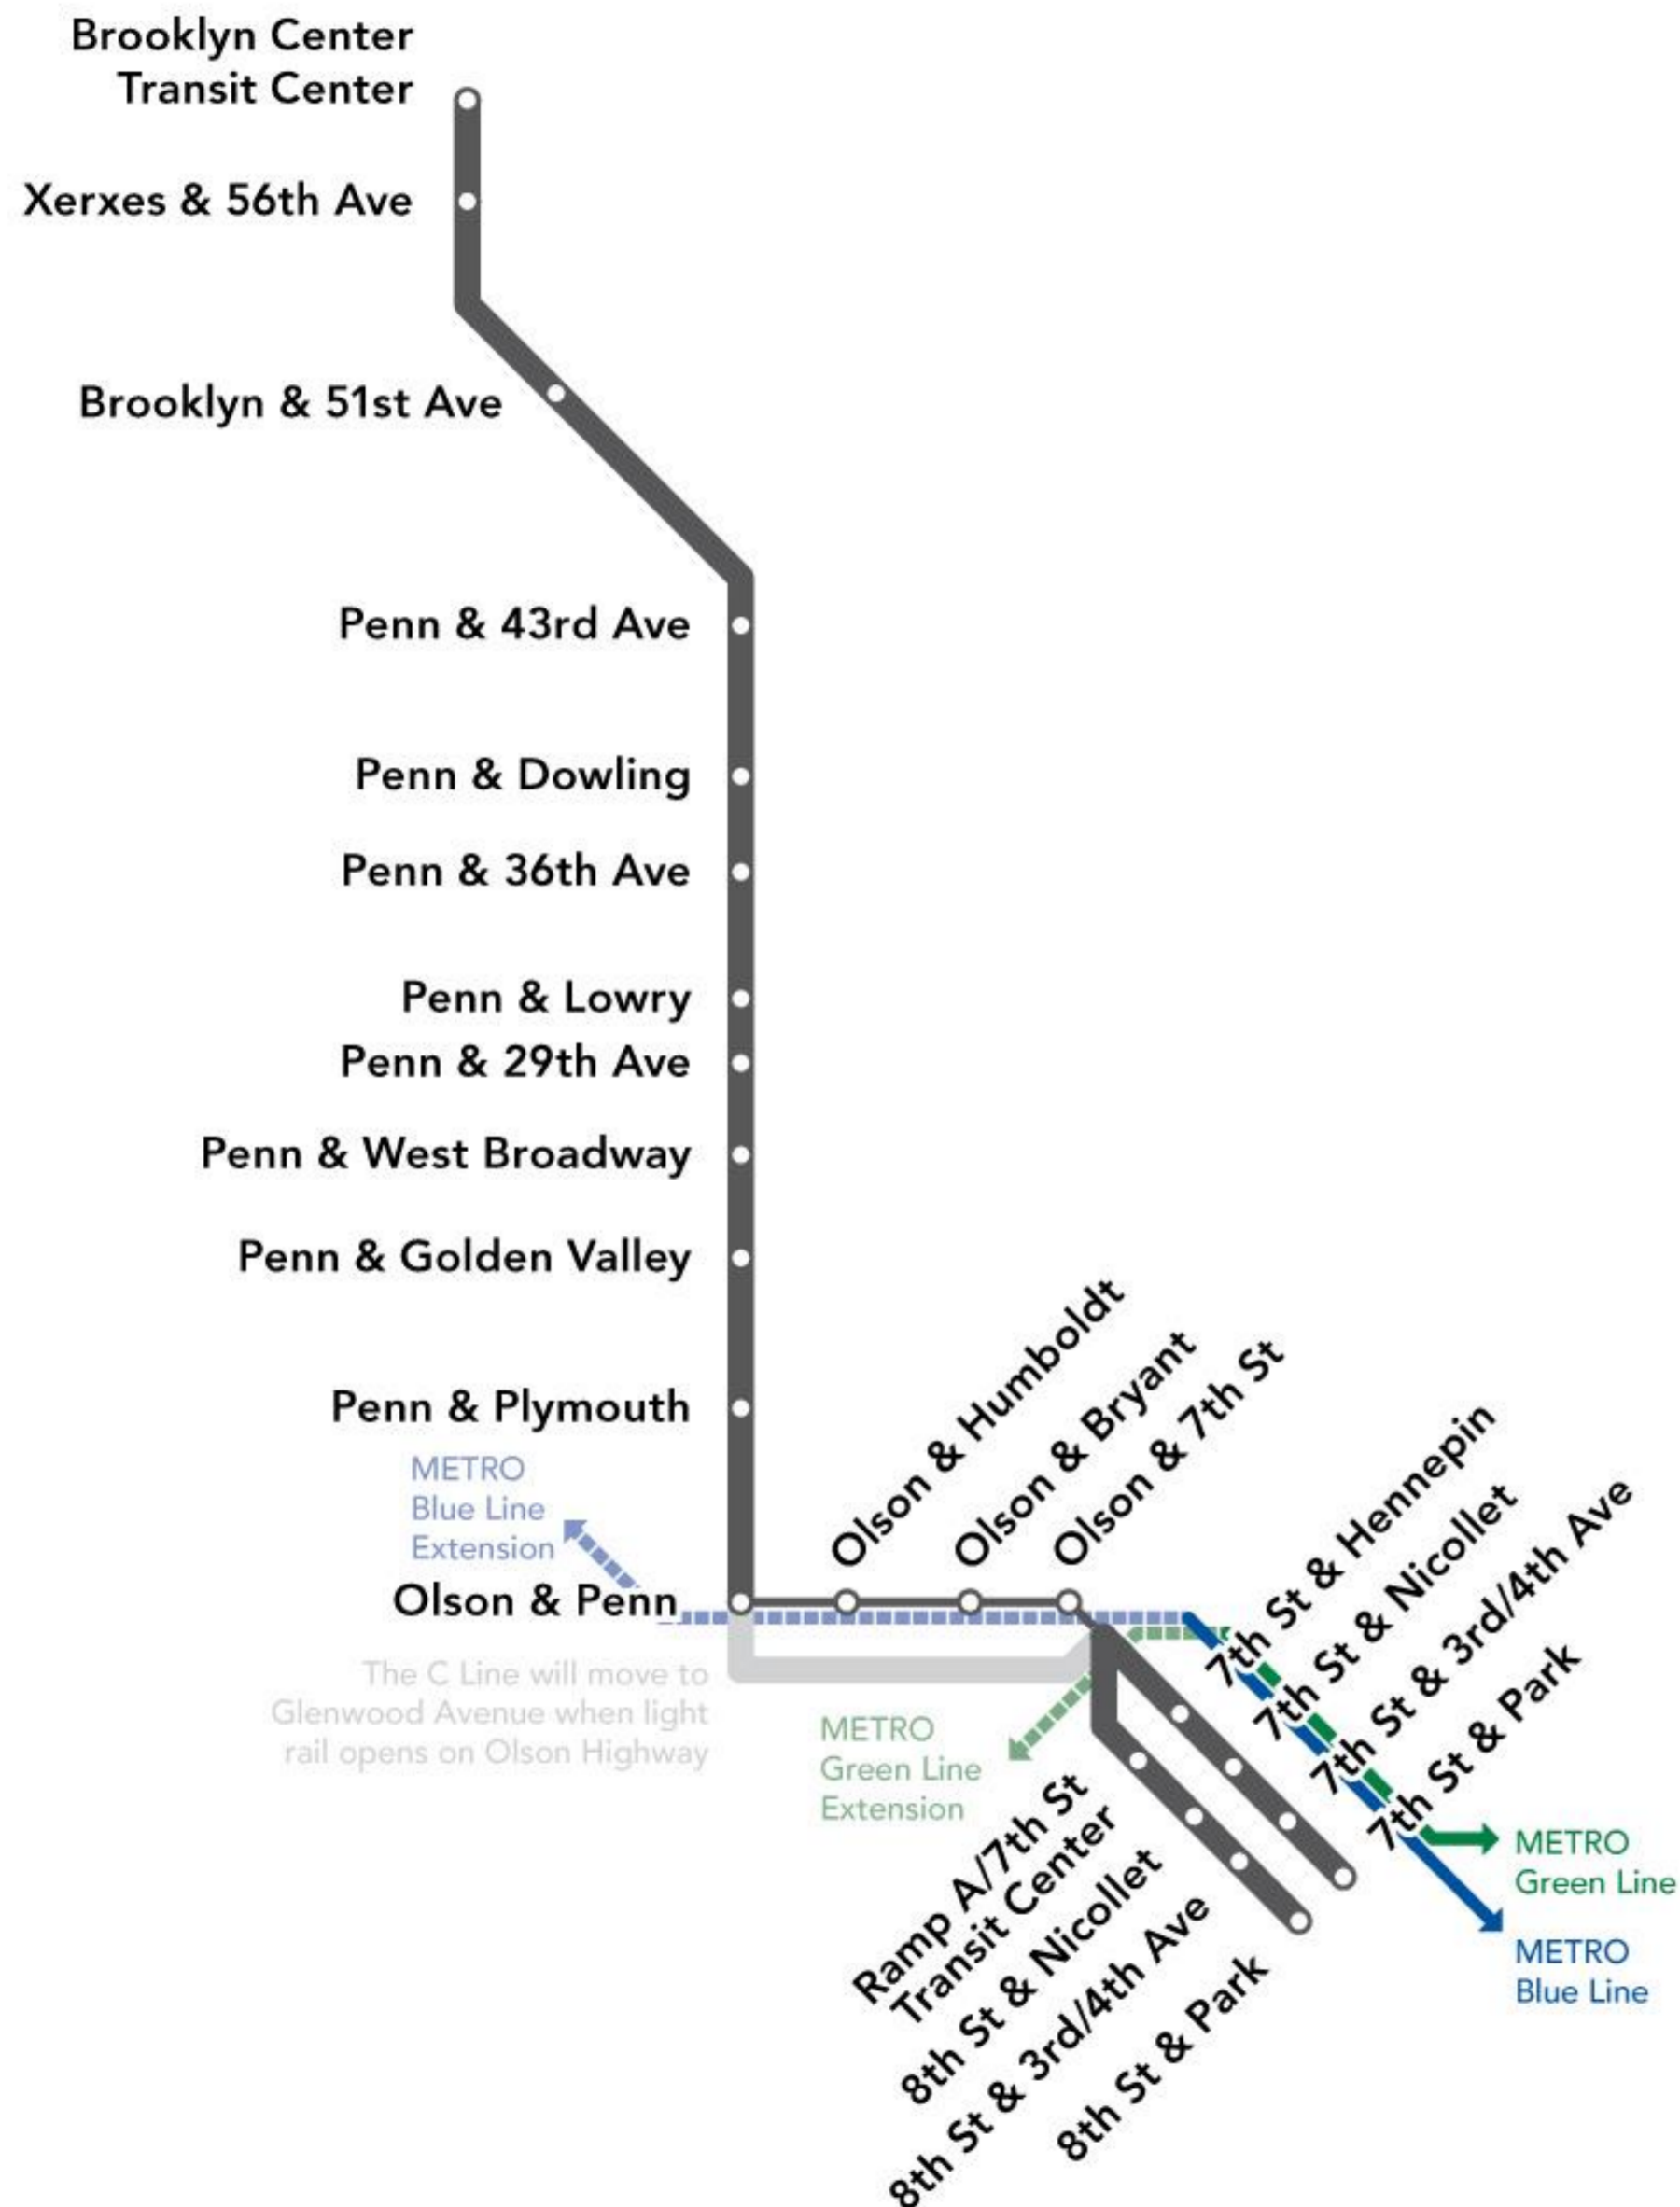 Brooklyn Center
Transit Center
Xerxes & 56th Ave
Brooklyn & 51st Ave
Penn & 43rd Ave
Penn & Dowling
Penn & 36th Ave
Penn & Lowry
Penn & 29th Ave
Penn & West Broadway
Penn & Golden Valley
Penn & Plymouth
METRO
Blue Line
Extension
Olson & Penn
Olson & Humboldt
Olson & Bryant
Olson & 7th St
7th St & Hennepin
7th St & Nicollet
7th St & 3rd/4th Ave
7th St & Park
The C Line will move to
Glenwood Avenue when light
rail opens on Olson Highway
METRO
Green Line
Extension
Ramp A/7th St
Transit Center
8th St & Nicollet
8th St & 3rd/4th Ave
8th St & Park
METRO
Green Line
METRO
Blue Line